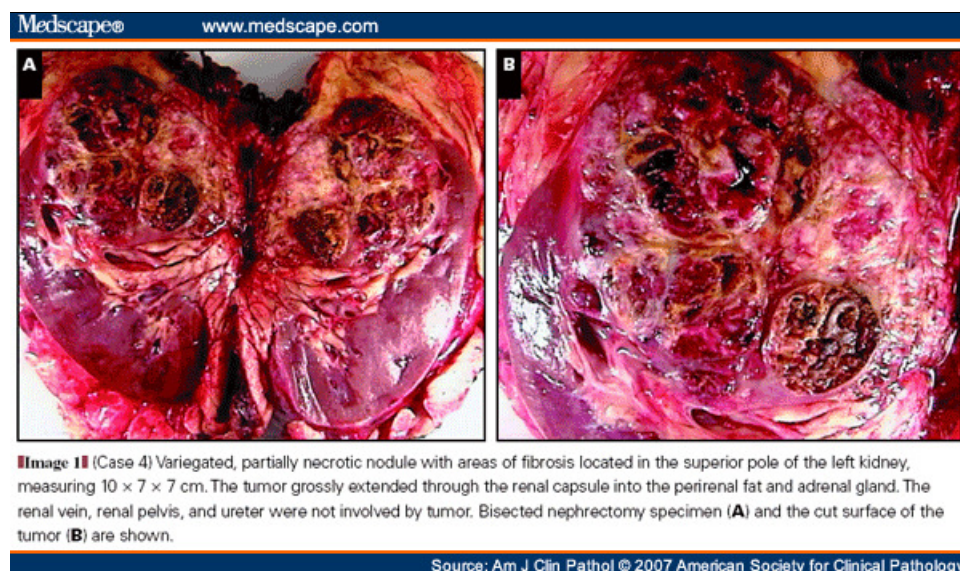 Medscape® www.medscape.com
A B
Image 1 (Case 4) Variegated, partially necrotic nodule with areas of fibrosis located in the superior pole of the left kidney,
measuring 10 × 7 × 7 cm. The tumor grossly extended through the renal capsule into the perirenal fat and adrenal gland. The
renal vein, renal pelvis, and ureter were not involved by tumor. Bisected nephrectomy specimen (A) and the cut surface of the
tumor (B) are shown.
Source: Am J Clin Pathol © 2007 American Society for Clinical Pathology